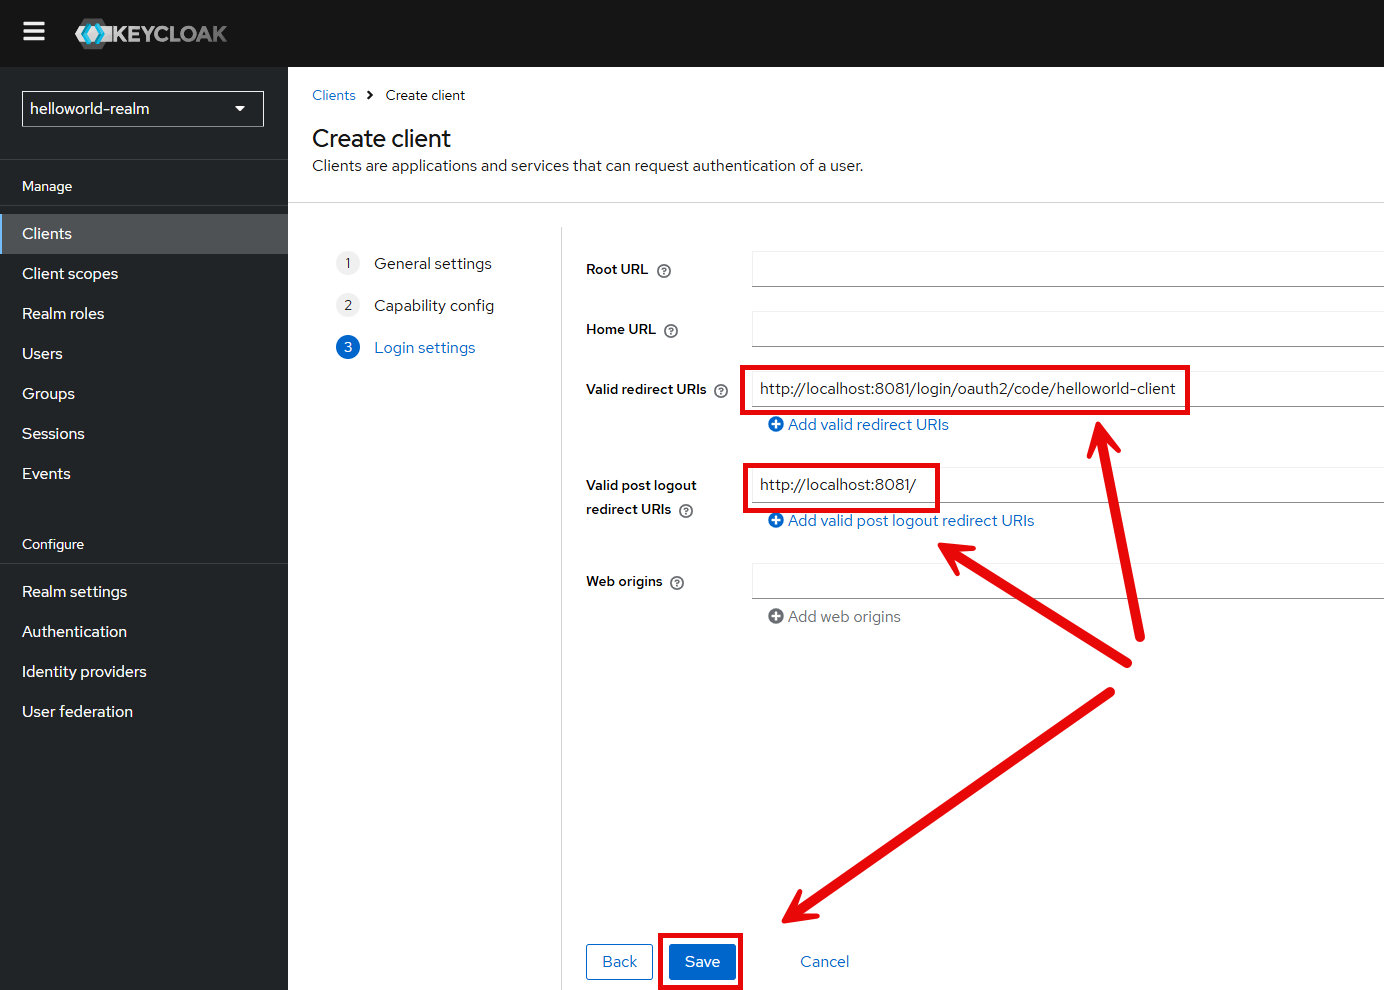 KEYCLOAK
helloworld-realm
Manage
Clients
Client scopes
Realm roles
Users
Groups
Sessions
Events
Configure
Realm settings
Authentication
Identity providers
User federation
Clients > Create client
Create client
Clients are applications and services that can request authentication of a user.
1 General settings
2 Capability config
3 Login settings
Root URL ?
Home URL ?
Valid redirect URIs ? http://localhost:8081/login/oauth2/code/helloworld-client
Add valid redirect URIs
Valid post logout
redirect URIs ? http://localhost:8081/
Add valid post logout redirect URIs
Web origins ?
Add web origins
Back Save Cancel